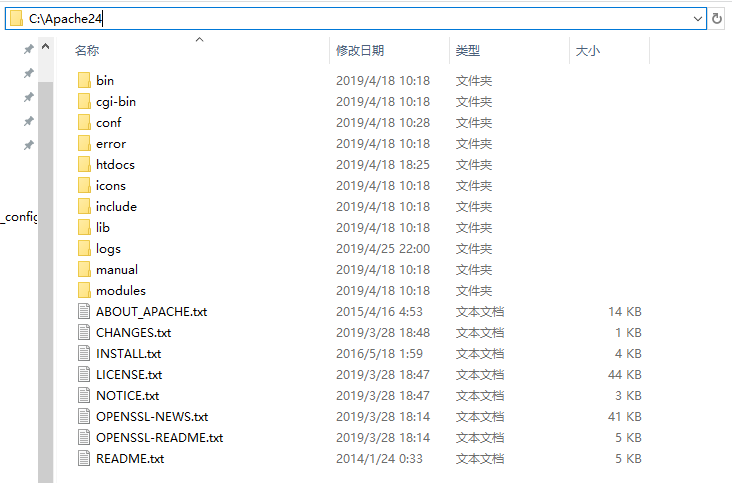 C:\Apache24
名称 修改日期 类型 大小
bin 2019/4/18 10:18 文件夹
cgi-bin 2019/4/18 10:18 文件夹
conf 2019/4/18 10:28 文件夹
error 2019/4/18 10:18 文件夹
htdocs 2019/4/18 18:25 文件夹
icons 2019/4/18 10:18 文件夹
include 2019/4/18 10:18 文件夹
_config
lib 2019/4/18 10:18 文件夹
logs 2019/4/25 22:00 文件夹
manual 2019/4/18 10:18 文件夹
modules 2019/4/18 10:18 文件夹
ABOUT_APACHE.txt 2015/4/16 4:53 文本文档 14 KB
CHANGES.txt 2019/3/28 18:48 文本文档 1 KB
INSTALL.txt 2016/5/18 1:59 文本文档 4 KB
LICENSE.txt 2019/3/28 18:47 文本文档 44 KB
NOTICE.txt 2019/3/28 18:47 文本文档 3 KB
OPENSSL-NEWS.txt 2019/3/28 18:14 文本文档 41 KB
OPENSSL-README.txt 2019/3/28 18:14 文本文档 5 KB
README.txt 2014/1/24 0:33 文本文档 5 KB